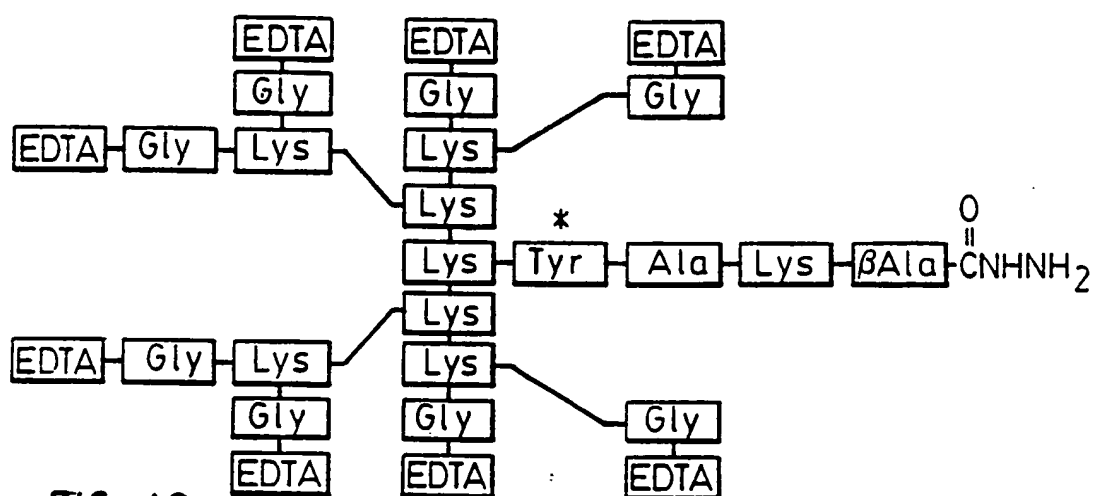 EDTA EDTA EDTA
Gly Gly Gly
EDTA Gly Lys Lys
Lys
*
O
Lys Tyr Ala Lys βAla CNHNH2
Lys
EDTA Gly Lys Lys
Gly Gly Gly
EDTA EDTA EDTA